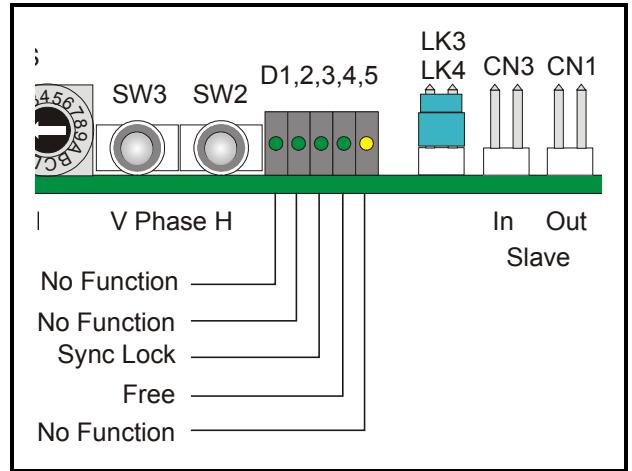 LK3
LK4
CN3
CN1
D1,2,3,4,5
SW3
SW2
456789ABCD
V Phase H
In
Out
Slave
No Function
No Function
Sync Lock
Free
No Function